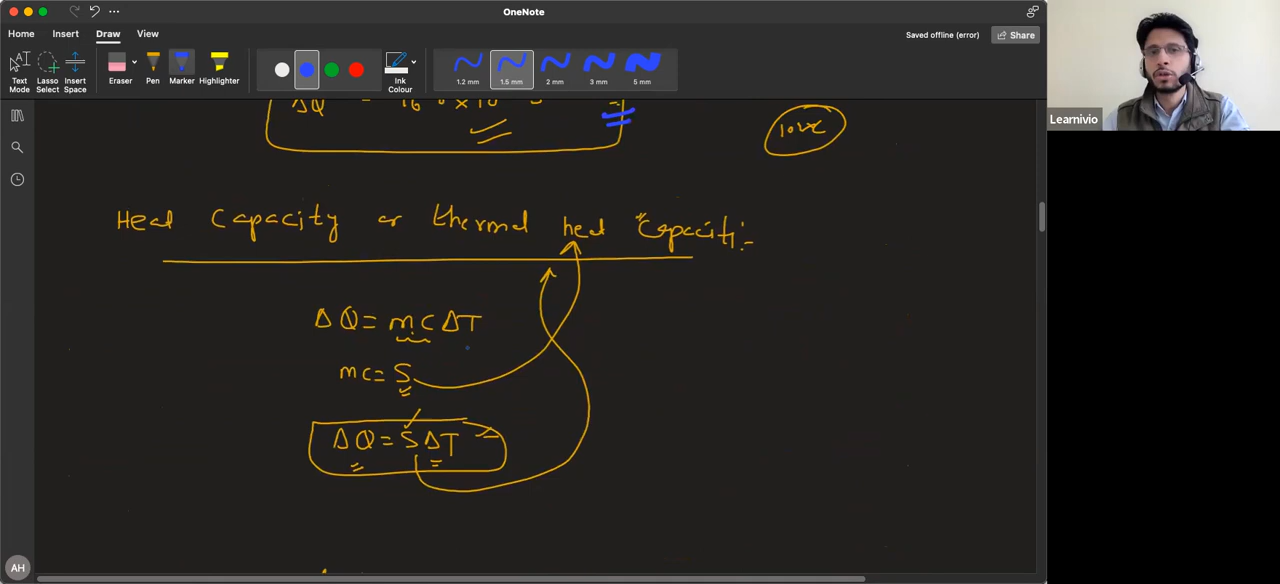 OneNote
Home Insert Draw View
Saved offline (error) Share
Text Mode Lasso Select Insert Space Eraser Pen Marker Highlighter Ink Colour 1.2 mm 1.5 mm 2 mm 3 mm 5 mm
Learnivio
ΔQ =
Heat Capacity or thermal heat Capacity:-
ΔQ = mcΔT
mc = S
ΔQ = SΔT
AH